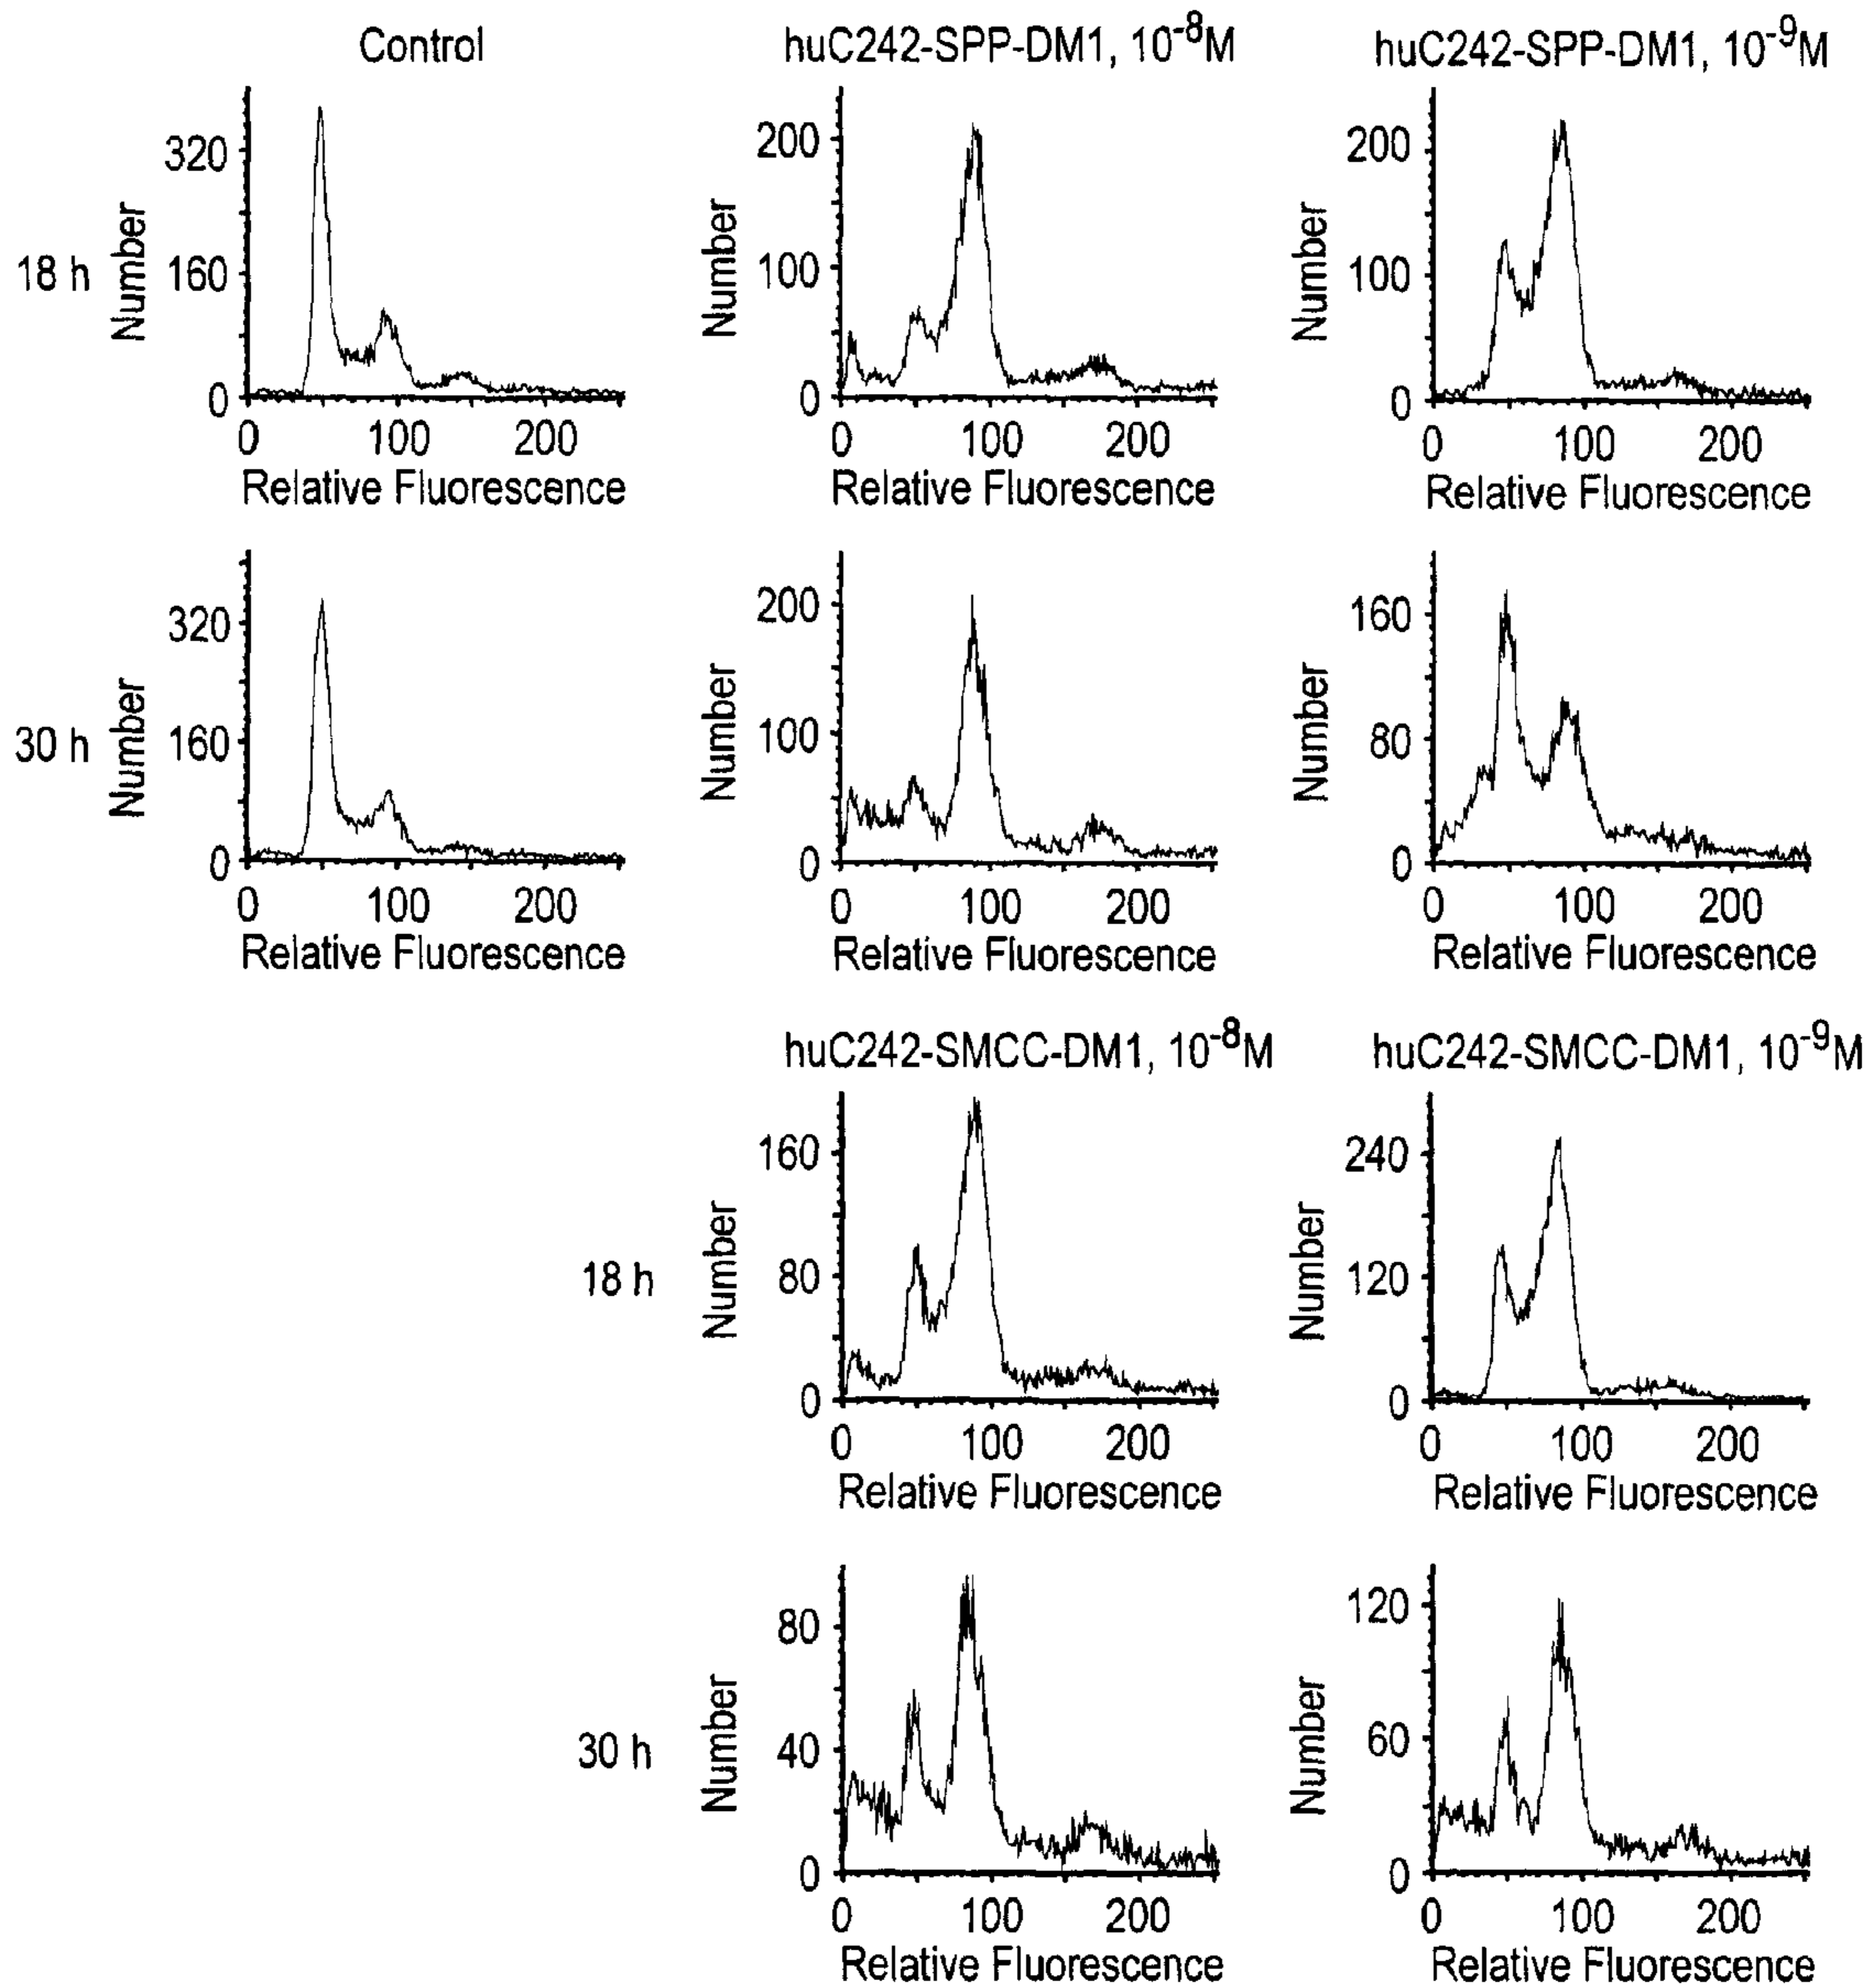 Control
huC242-SPP-DM1, 10⁻⁸M
huC242-SPP-DM1, 10⁻⁹M
18 h
Number
320
160
0
0 100 200
Relative Fluorescence
Number
200
100
0
0 100 200
Relative Fluorescence
Number
200
100
0
0 100 200
Relative Fluorescence
30 h
Number
320
160
0
0 100 200
Relative Fluorescence
Number
200
100
0
0 100 200
Relative Fluorescence
Number
160
80
0
0 100 200
Relative Fluorescence
huC242-SMCC-DM1, 10⁻⁸M
huC242-SMCC-DM1, 10⁻⁹M
18 h
Number
160
80
0
0 100 200
Relative Fluorescence
Number
240
120
0
0 100 200
Relative Fluorescence
30 h
Number
80
40
0
0 100 200
Relative Fluorescence
Number
120
60
0
0 100 200
Relative Fluorescence